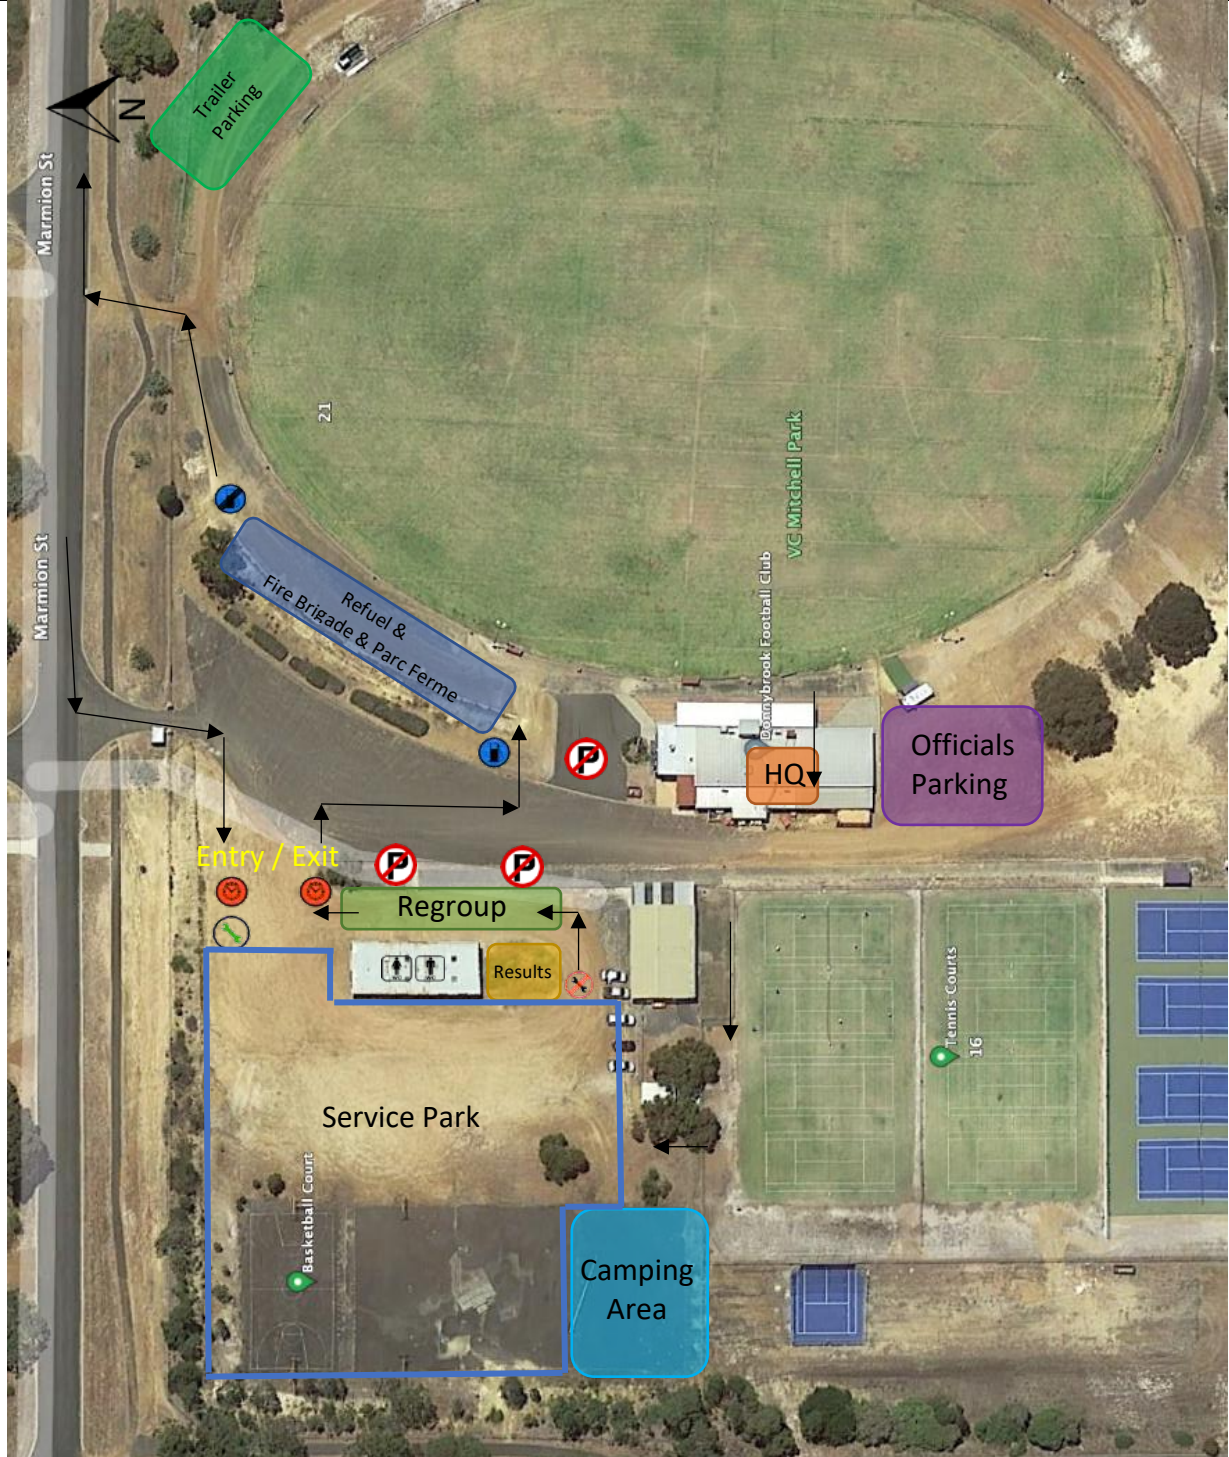 Trailer
Parking
N
Marmion St
21
VC Mitchell Park
Marmion St
Donnybrook Football Club
Refuel &
Fire Brigade & Parc Ferme
P
HQ
Officials
Parking
Entry / Exit
P
P
Regroup
Results
Tennis Courts
16
Service Park
Basketball Court
Camping
Area